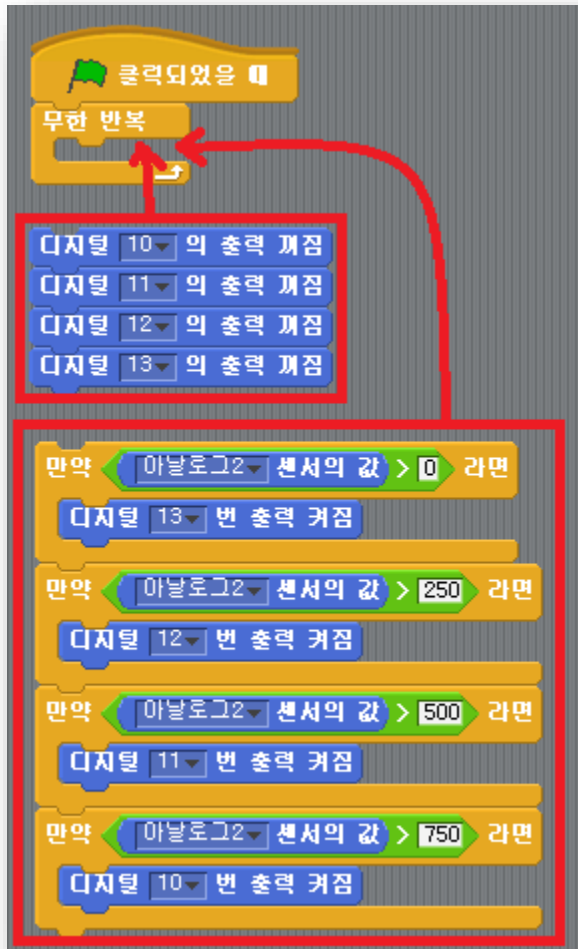 클릭되었을 때
무한 반복
디지털 10 의 출력 꺼짐
디지털 11 의 출력 꺼짐
디지털 12 의 출력 꺼짐
디지털 13 의 출력 꺼짐
만약 아날로그2 센서의 값 > 0 라면
디지털 13 번 출력 켜짐
만약 아날로그2 센서의 값 > 250 라면
디지털 12 번 출력 켜짐
만약 아날로그2 센서의 값 > 500 라면
디지털 11 번 출력 켜짐
만약 아날로그2 센서의 값 > 750 라면
디지털 10 번 출력 켜짐